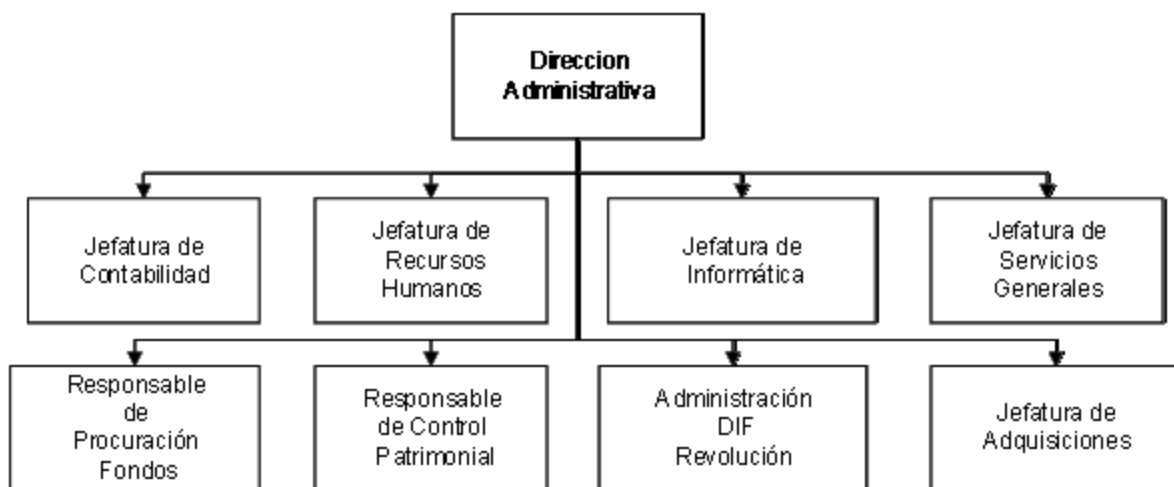 Direccion
Administrativa
Jefatura de
Contabilidad
Jefatura de
Recursos
Humanos
Jefatura de
Informática
Jefatura de
Servicios
Generales
Responsable
de
Procuración
Fondos
Responsable
de Control
Patrimonial
Administración
DIF
Revolución
Jefatura de
Adquisiciones